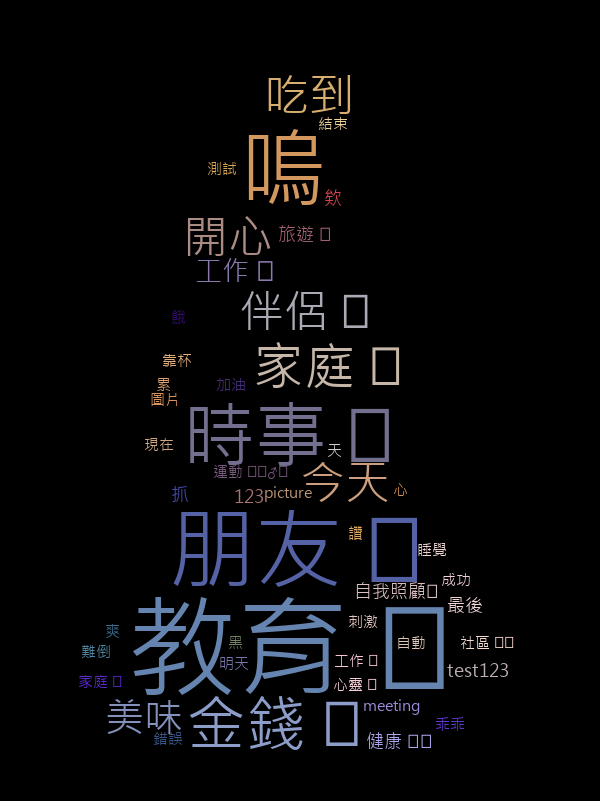 吃到
結束
嗚
測試
欸
開心
旅遊 □
工作 □
伴侶 □
餓
家庭 □
靠杯
累
加油
圖片
時事 □
現在
天
運動 □□♂□
今天
心
抓
123
picture
朋友 □
讚
睡覺
成功
自我照顧□
最後
教育 □
刺激
爽
黑
自動
社區 □□
難倒
明天
工作 □
test123
家庭 □
心靈 □
美味
金錢 □
meeting
乖乖
錯誤
健康 □□